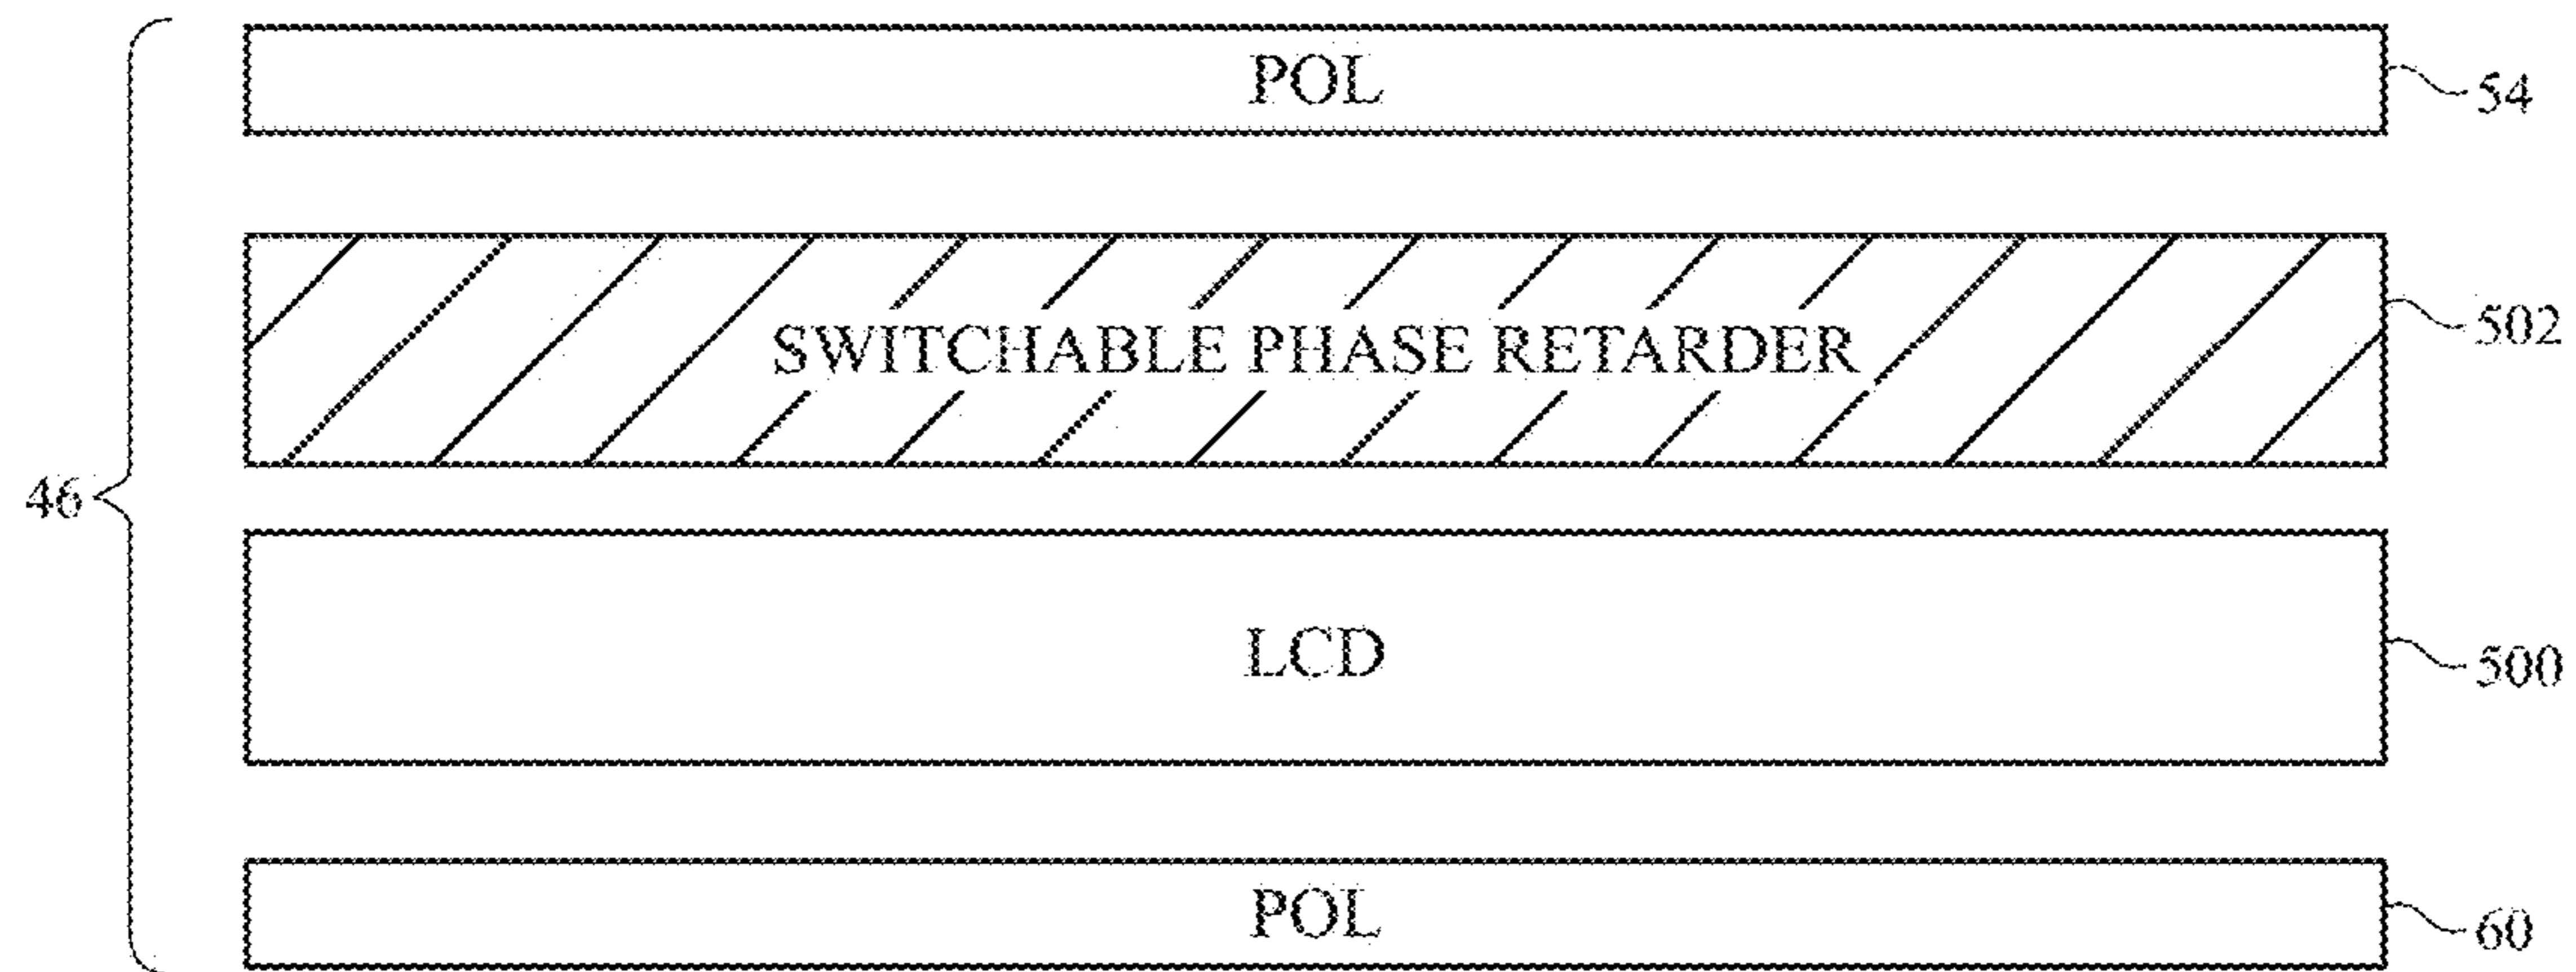 POL
54
SWITCHABLE PHASE RETARDER
502
46
LCD
500
POL
60